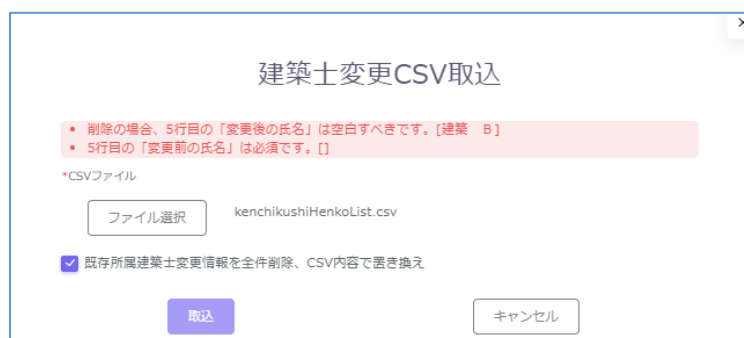 ×
建築士変更CSV取込
• 削除の場合、5行目の「変更後の氏名」は空白すべきです。[建築　B]
• 5行目の「変更前の氏名」は必須です。[]
*CSVファイル
ファイル選択 kenchikushiHenkoList.csv
既存所属建築士変更情報を全件削除、CSV内容で置き換え
取込 キャンセル